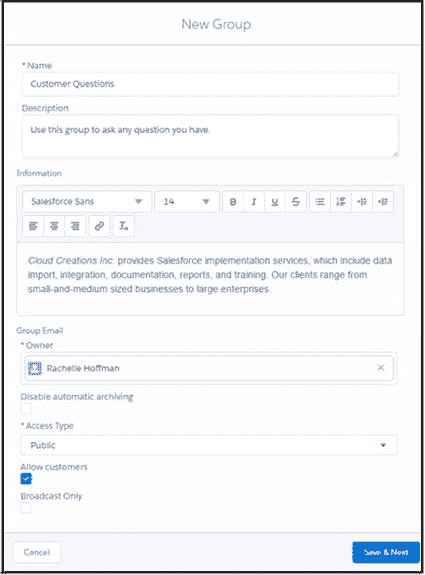 New Group
* Name
Customer Questions
Description
Use this group to ask any question you have.
Information
Salesforce Sans 14 B I U S
Cloud Creations Inc. provides Salesforce implementation services, which include data
import, integration, documentation, reports, and training. Our clients range from
small-and-medium sized businesses to large enterprises.
Group Email
* Owner
Rachelle Hoffman
Disable automatic archiving
* Access Type
Public
Allow customers
Broadcast Only
Cancel Save & Next